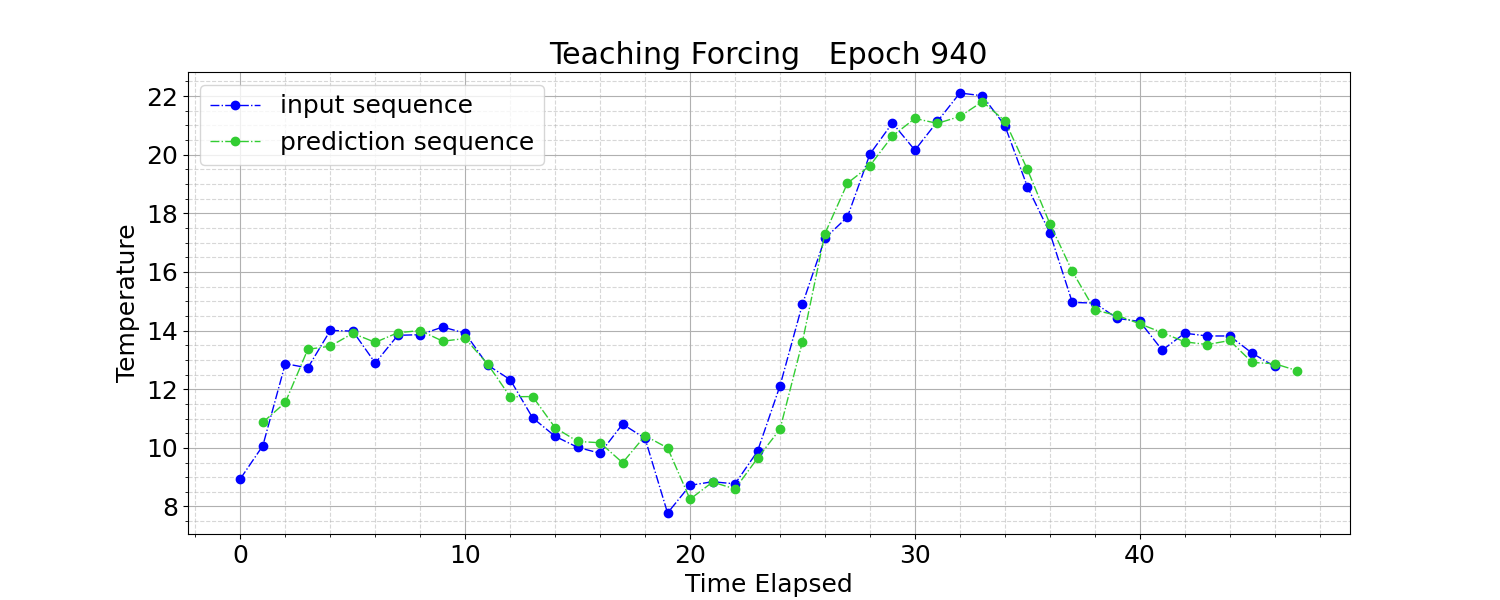 Teaching Forcing   Epoch 940
input sequence
prediction sequence
Temperature
22
20
18
16
14
12
10
8
0 10 20 30 40
Time Elapsed